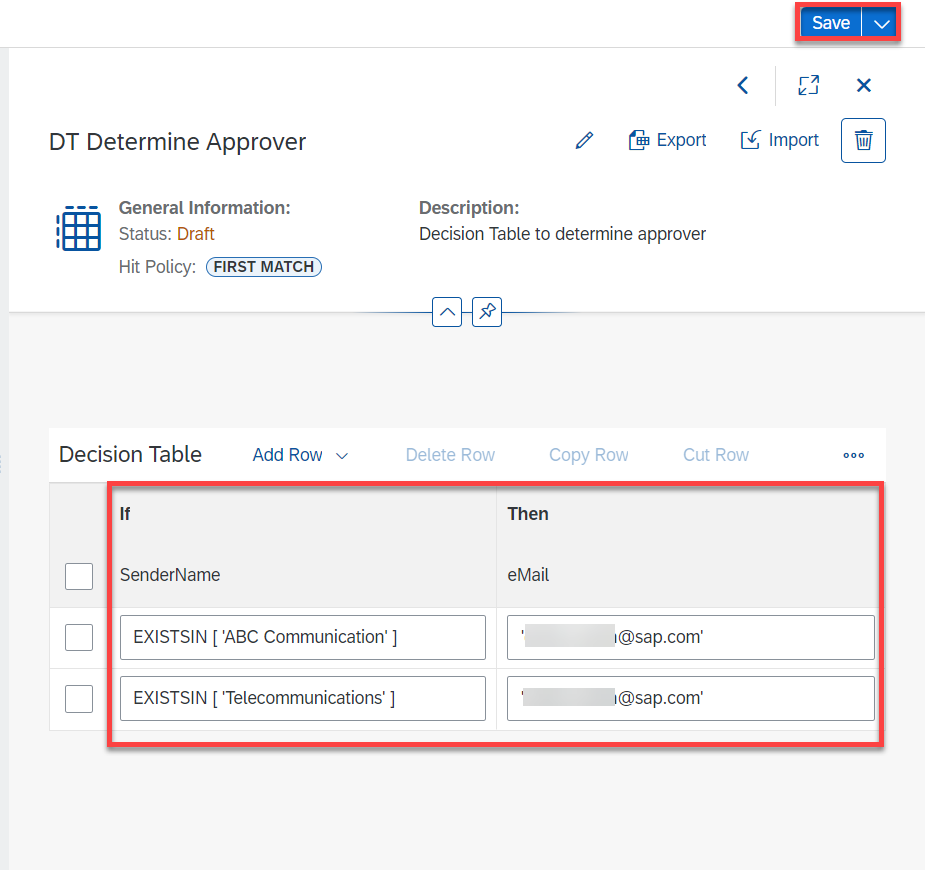 Save
DT Determine Approver
Export
Import
General Information:
Status: Draft
Hit Policy: FIRST MATCH
Description:
Decision Table to determine approver
Decision Table
Add Row
Delete Row
Copy Row
Cut Row
If
Then
SenderName
eMail
EXISTSIN [ 'ABC Communication' ]
'@sap.com'
EXISTSIN [ 'Telecommunications' ]
'@sap.com'